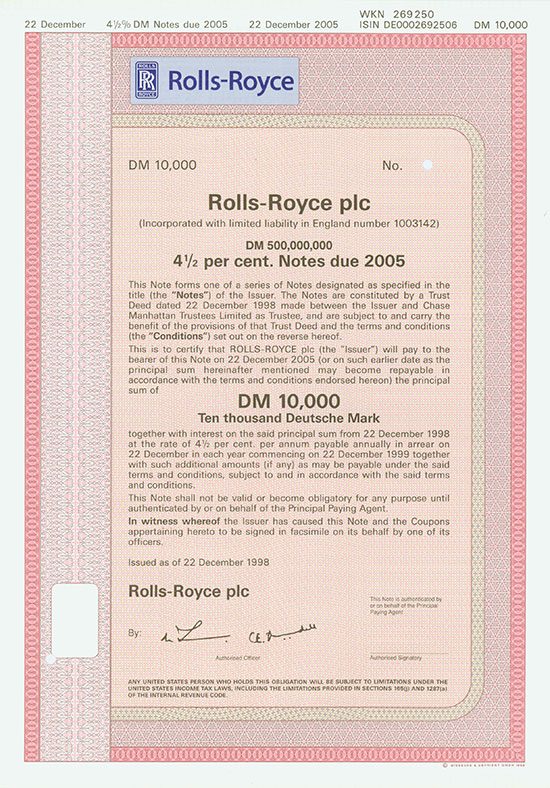 WKN 269250
22 December 4½% DM Notes due 2005 22 December 2005 ISIN DE0002692506 DM 10,000
ROLLS
RR
ROYCE
Rolls-Royce
DM 10,000 No.
Rolls-Royce plc
(Incorporated with limited liability in England number 1003142)
DM 500,000,000
4½ per cent. Notes due 2005
This Note forms one of a series of Notes designated as specified in the
title (the "Notes") of the Issuer. The Notes are constituted by a Trust
Deed dated 22 December 1998 made between the Issuer and Chase
Manhattan Trustees Limited as Trustee, and are subject to and carry the
benefit of the provisions of that Trust Deed and the terms and conditions
(the "Conditions") set out on the reverse hereof.
This is to certify that ROLLS-ROYCE plc (the "Issuer") will pay to the
bearer of this Note on 22 December 2005 (or on such earlier date as the
principal sum hereinafter mentioned may become repayable in
accordance with the terms and conditions endorsed hereon) the principal
sum of
DM 10,000
Ten thousand Deutsche Mark
together with interest on the said principal sum from 22 December 1998
at the rate of 4½ per cent. per annum payable annually in arrear on
22 December in each year commencing on 22 December 1999 together
with such additional amounts (if any) as may be payable under the said
terms and conditions, subject to and in accordance with the said terms
and conditions.
This Note shall not be valid or become obligatory for any purpose until
authenticated by or on behalf of the Principal Paying Agent.
In witness whereof the Issuer has caused this Note and the Coupons
appertaining hereto to be signed in facsimile on its behalf by one of its
officers.
Issued as of 22 December 1998
Rolls-Royce plc
This Note is authenticated by
or on behalf of the Principal
Paying Agent
By:
Authorised Officer
Authorised Signatory
ANY UNITED STATES PERSON WHO HOLDS THIS OBLIGATION WILL BE SUBJECT TO LIMITATIONS UNDER THE
UNITED STATES INCOME TAX LAWS, INCLUDING THE LIMITATIONS PROVIDED IN SECTIONS 165(j) AND 1287(a)
OF THE INTERNAL REVENUE CODE.